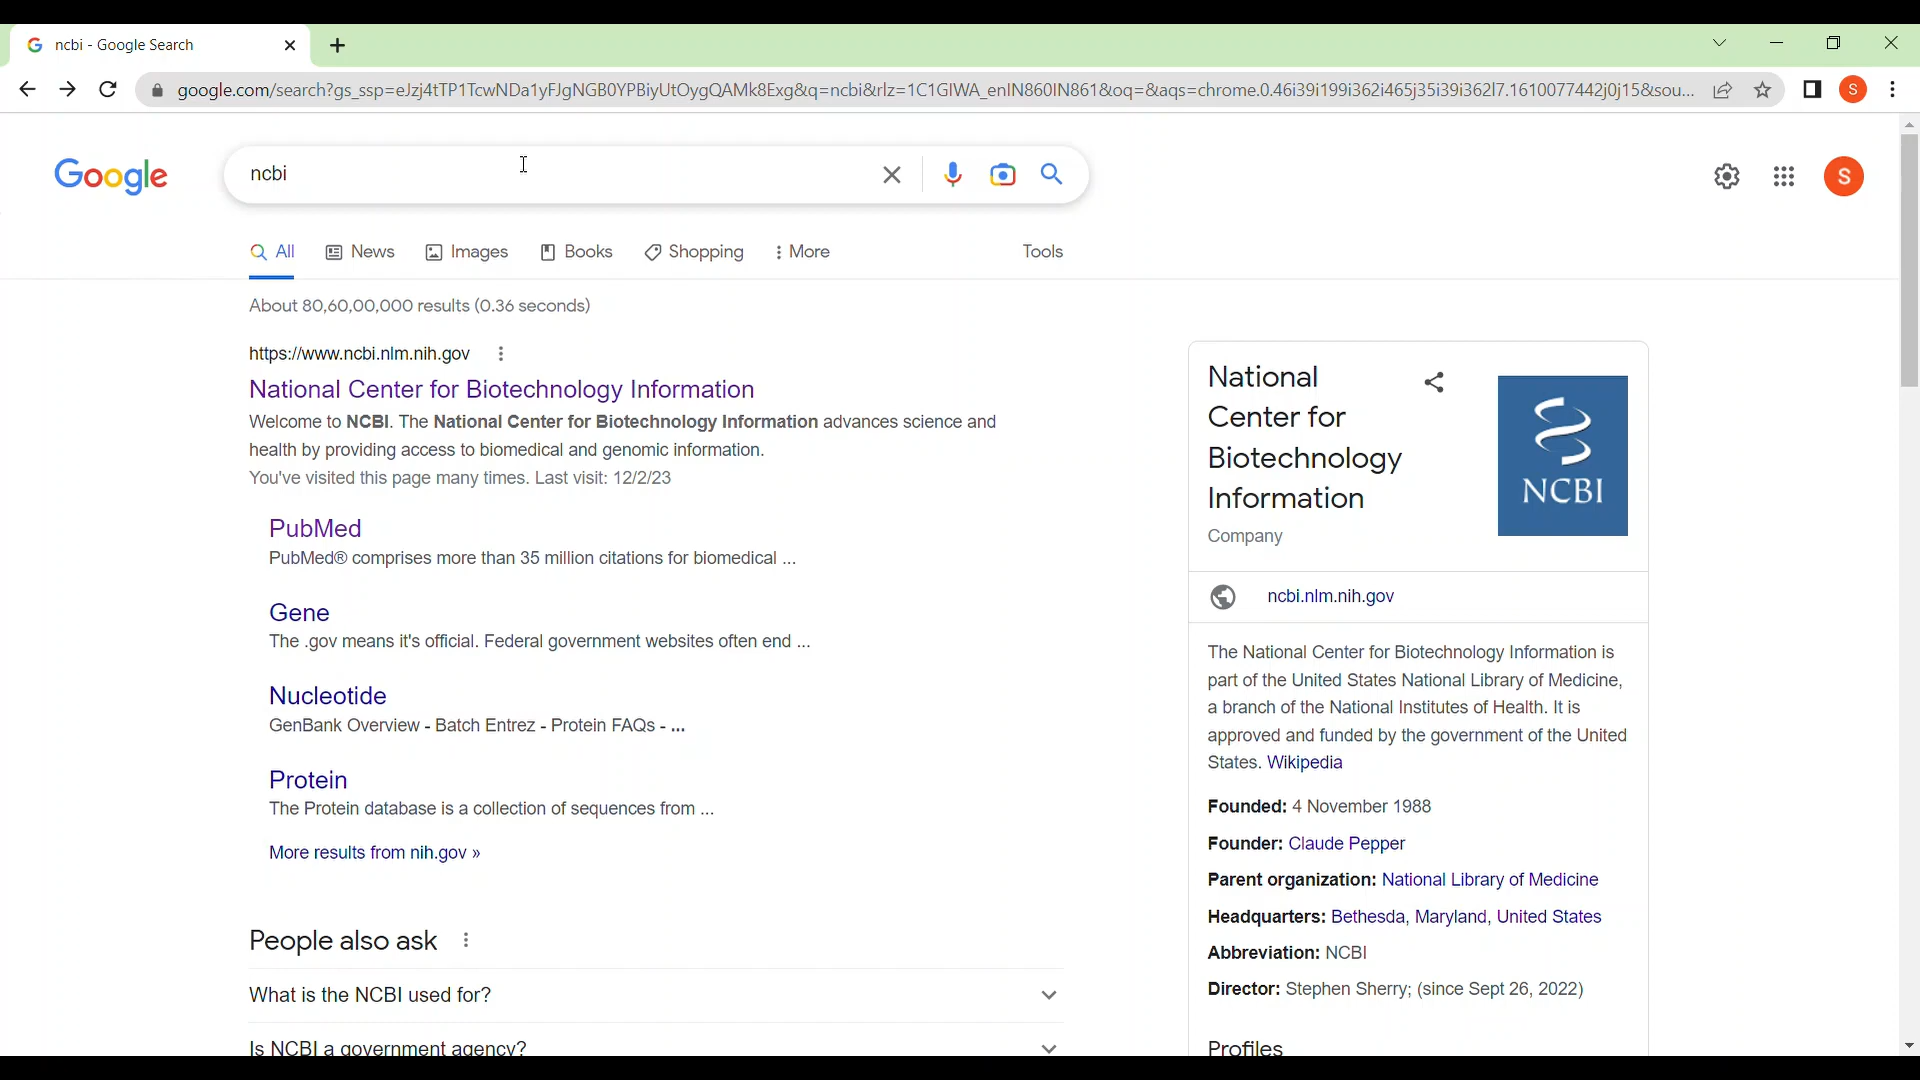 ncbi - Google Search
google.com/search?gs_ssp=eJzj4tTP1TcwNDa1yFJgNGB0YPBiyUtOygQAMk8Exg&q=ncbi&rlz=1C1GIWA_enIN860IN861&oq=&aqs=chrome.0.46i39i199i362i465j35i39i362l7.1610077442j0j15&sou...
S
Google
ncbi
S
All
News
Images
Books
Shopping
More
Tools
About 80,60,00,000 results (0.36 seconds)
https://www.ncbi.nlm.nih.gov
National Center for Biotechnology Information
Welcome to NCBI. The National Center for Biotechnology Information advances science and
health by providing access to biomedical and genomic information.
You've visited this page many times. Last visit: 12/2/23
PubMed
PubMed® comprises more than 35 million citations for biomedical ...
Gene
The .gov means it's official. Federal government websites often end ...
Nucleotide
GenBank Overview - Batch Entrez - Protein FAQs - ...
Protein
The Protein database is a collection of sequences from ...
More results from nih.gov »
People also ask
What is the NCBI used for?
Is NCBI a government agency?
National
Center for
Biotechnology
Information
Company
NCBI
ncbi.nlm.nih.gov
The National Center for Biotechnology Information is
part of the United States National Library of Medicine,
a branch of the National Institutes of Health. It is
approved and funded by the government of the United
States. Wikipedia
Founded: 4 November 1988
Founder: Claude Pepper
Parent organization: National Library of Medicine
Headquarters: Bethesda, Maryland, United States
Abbreviation: NCBI
Director: Stephen Sherry; (since Sept 26, 2022)
Profiles